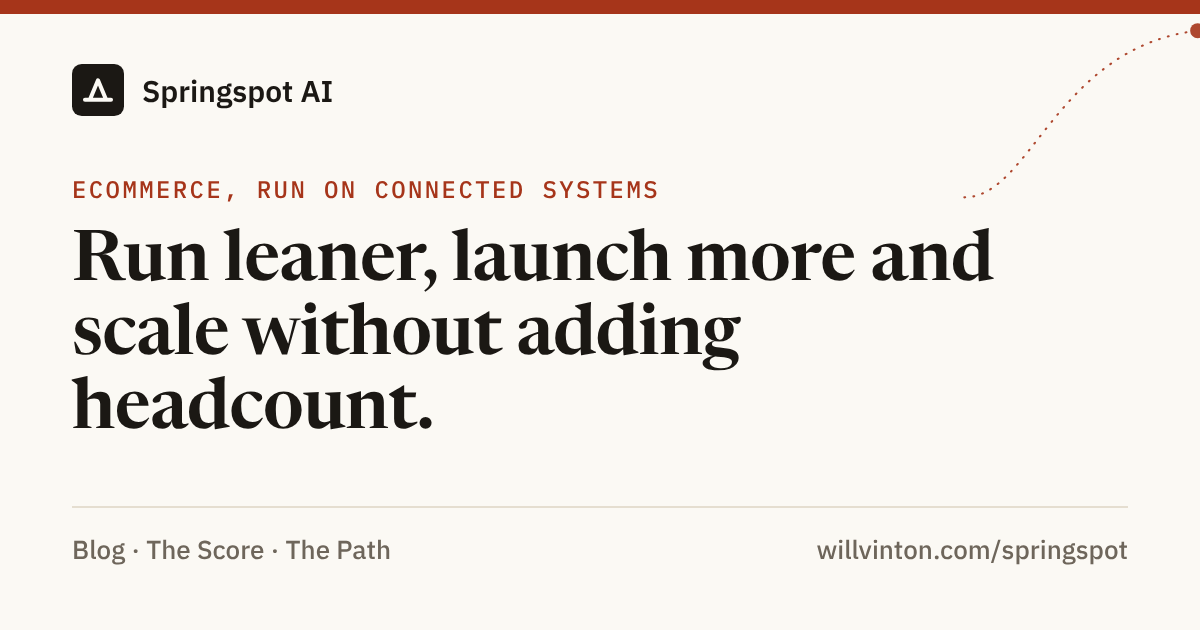 Springspot AI
ECOMMERCE, RUN ON CONNECTED SYSTEMS
Run leaner, launch more and
scale without adding
headcount.
Blog · The Score · The Path
willvinton.com/springspot